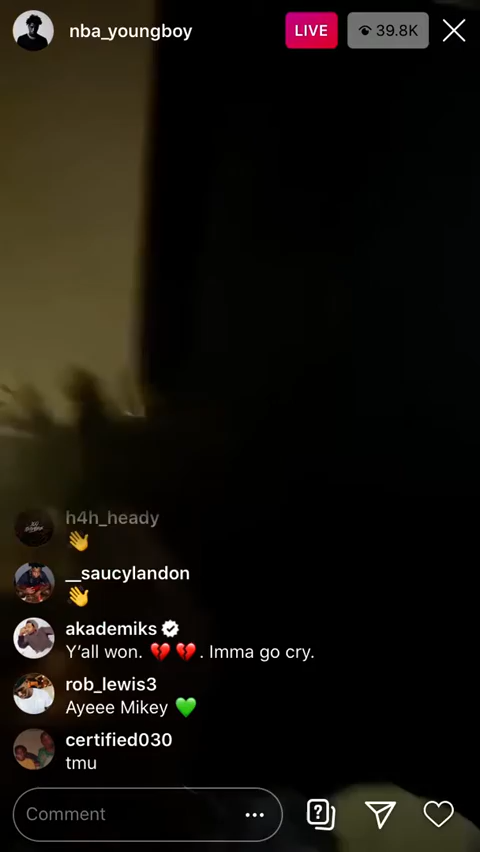 nba_youngboy
LIVE
39.8K
h4h_heady
👋
__saucylandon
👋
akademiks
Y'all won. 💔💔. Imma go cry.
rob_lewis3
Ayeee Mikey 💚
certified030
tmu
Comment